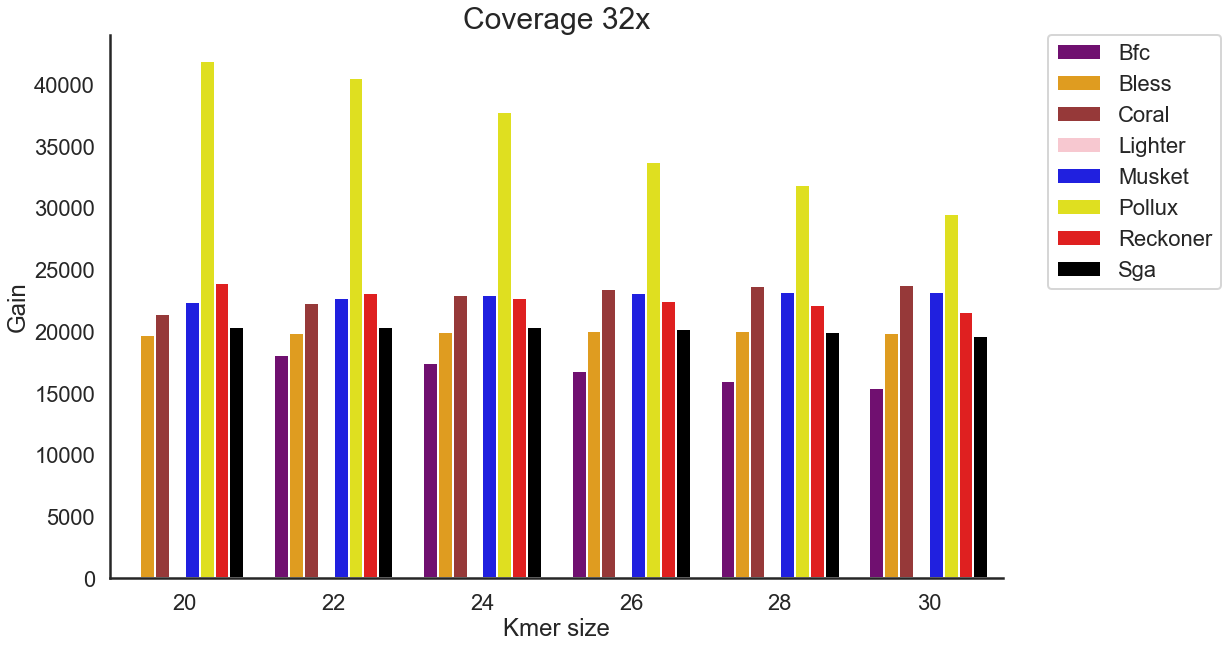 Coverage 32x
Gain
40000
35000
30000
25000
20000
15000
10000
5000
0
20 22 24 26 28 30
Kmer size
Bfc
Bless
Coral
Lighter
Musket
Pollux
Reckoner
Sga